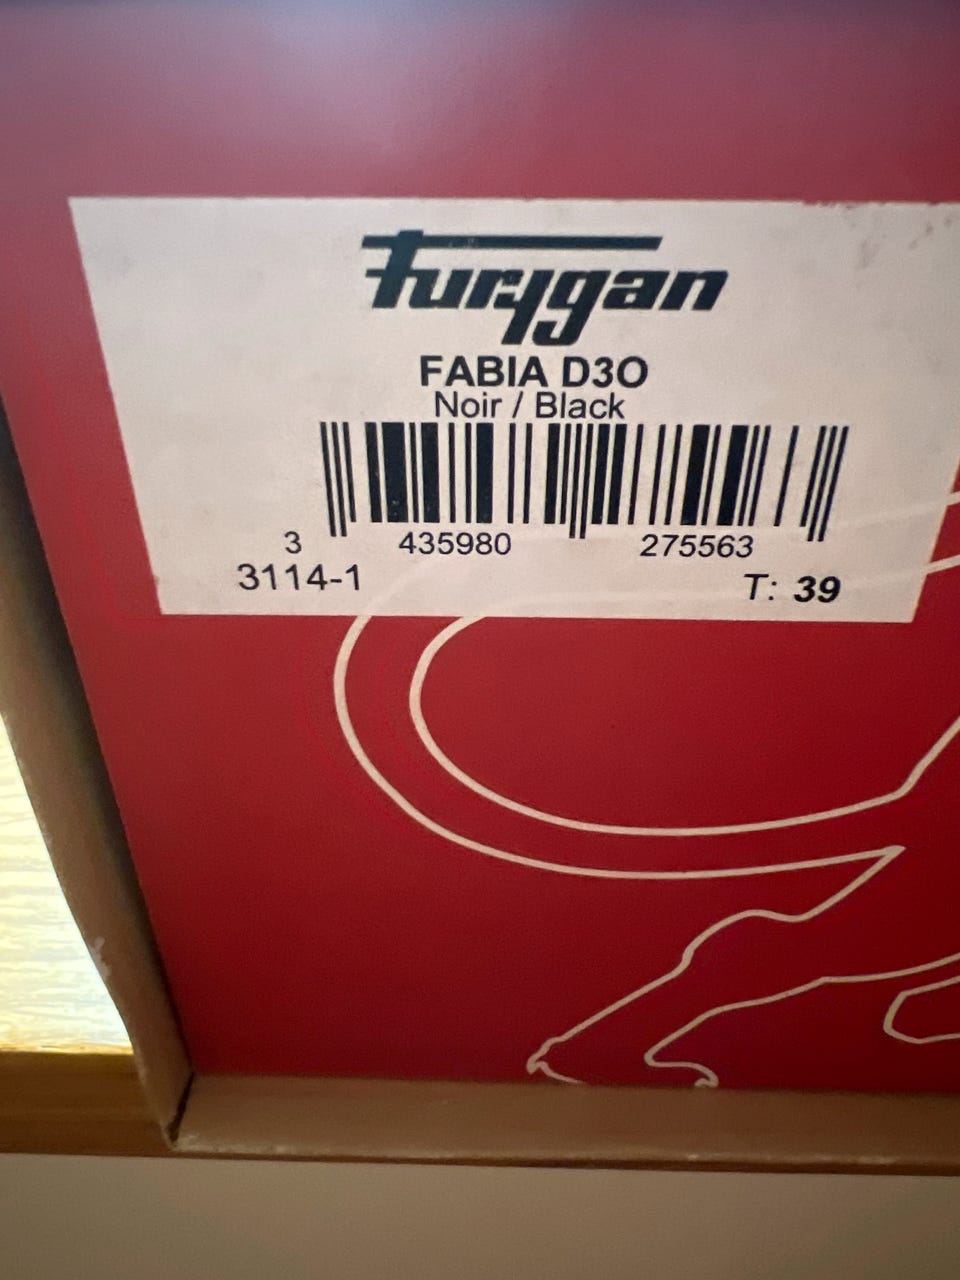 Furygan
FABIA D3O
Noir / Black
3 435980 275563
3114-1 T: 39